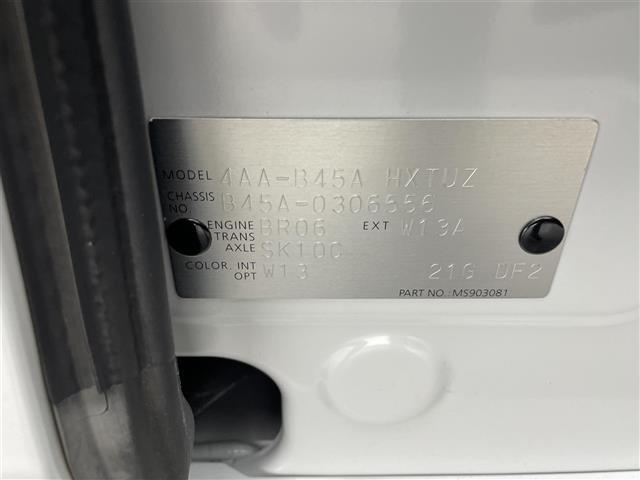 MODEL 4AA-B45A HXTUZ
CHASSIS NO. B45A-0306556
ENGINE BR06 EXT W13A
TRANS AXLE SK10C
COLOR. INT W13
OPT 21G DF2
PART NO.: MS903081